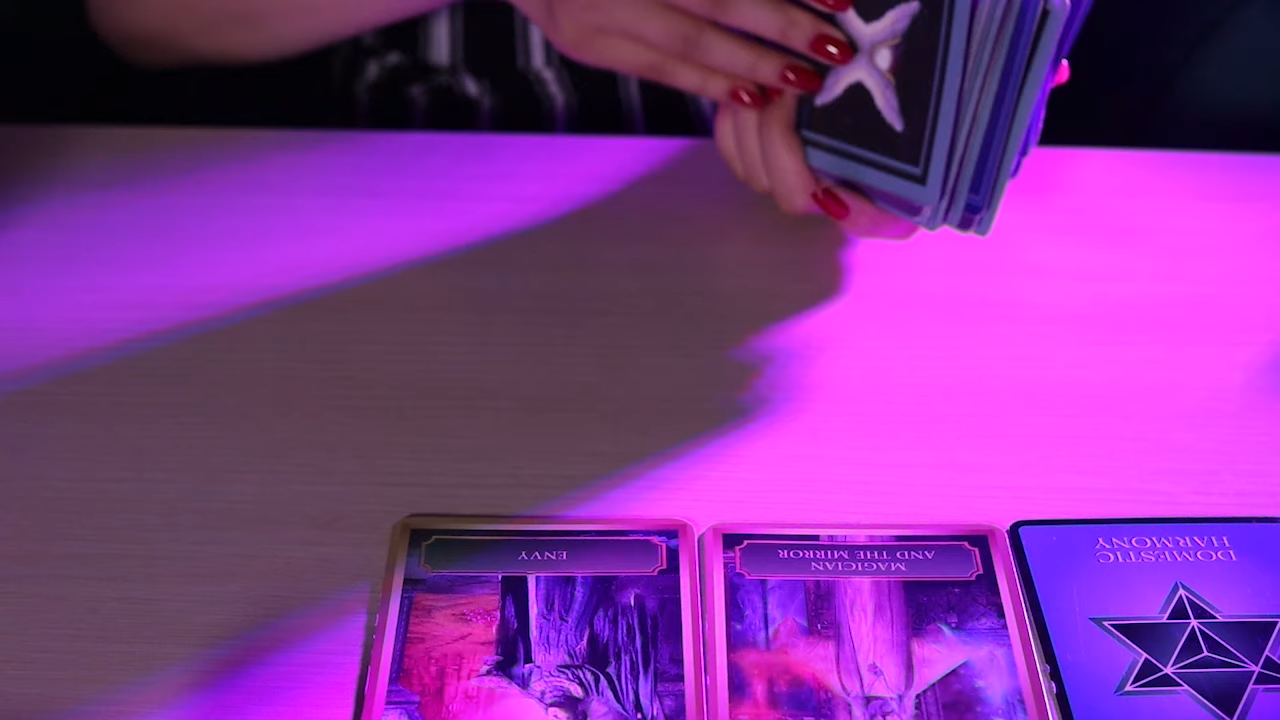 ENVY
MAGICIAN
AND THE MIRROR
DOMESTIC
HARMONY